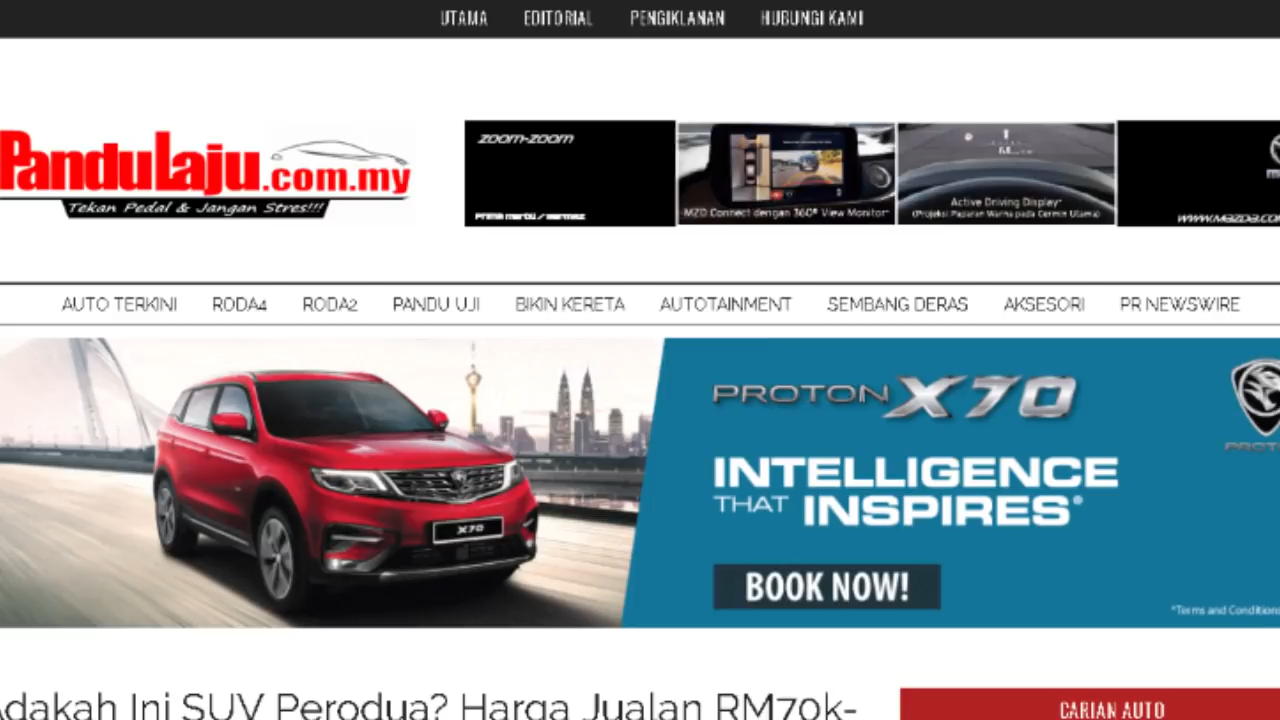 UTAMA EDITORIAL PENGIKLANAN HUBUNGI KAMI
PanduLaju.com.my
Tekan Pedal & Jangan Stres!!!
zoom-zoom
MZD Connect dengan 360° View Monitor*
Active Driving Display*
(Projeksi Paparan Warna pada Cermin Utama)
AUTO TERKINI RODA4 RODA2 PANDU UJI BIKIN KERETA AUTOTAINMENT SEMBANG DERAS AKSESORI PR NEWSWIRE
PROTON X70
INTELLIGENCE
THAT INSPIRES®
X70
BOOK NOW!
*Terms and Conditions
Adakah Ini SUV Perodua? Harga Jualan RM70k-
CARIAN AUTO